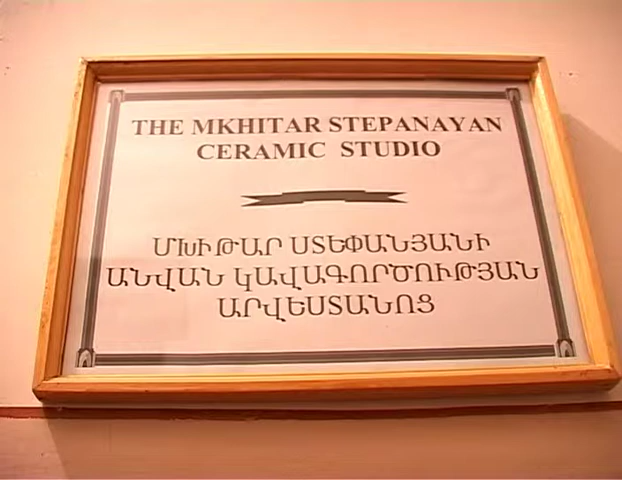 THE MKHITAR STEPANAYAN
CERAMIC STUDIO
ՄԽԻԹԱՐ ՍՏԵՓԱՆՅԱՆԻ
ԱՆՎԱՆ ԿԱՎԱԳՈՐԾՈՒԹՅԱՆ
ԱՐՎԵՍՏԱՆՈՑ